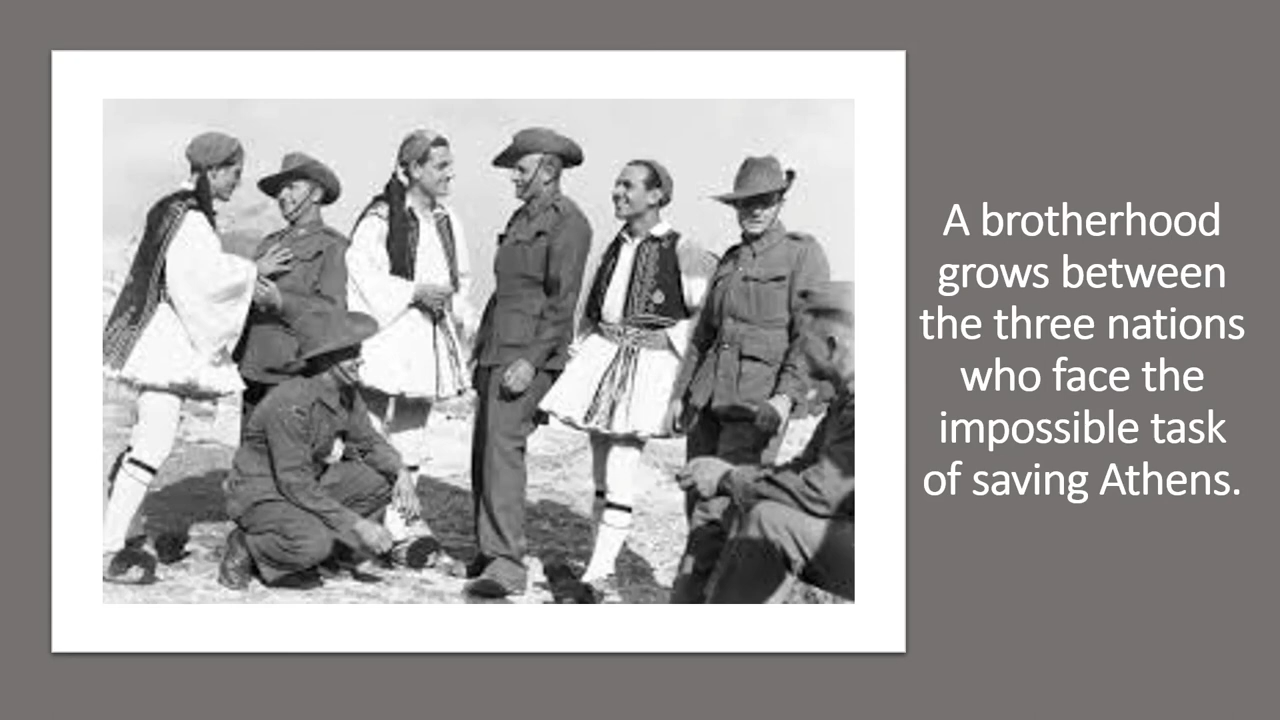 A brotherhood
grows between
the three nations
who face the
impossible task
of saving Athens.